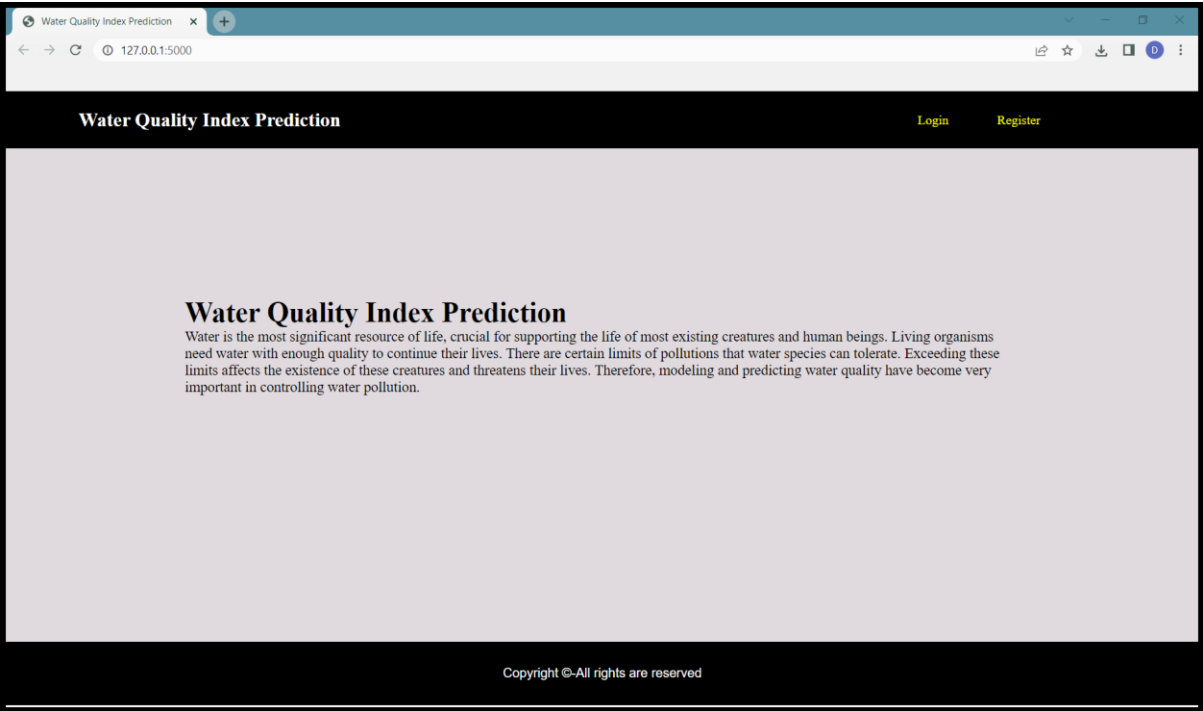 Water Quality Index Prediction
127.0.0.1:5000
D
Water Quality Index Prediction
Login
Register
Water Quality Index Prediction
Water is the most significant resource of life, crucial for supporting the life of most existing creatures and human beings. Living organisms
need water with enough quality to continue their lives. There are certain limits of pollutions that water species can tolerate. Exceeding these
limits affects the existence of these creatures and threatens their lives. Therefore, modeling and predicting water quality have become very
important in controlling water pollution.
Copyright ©-All rights are reserved